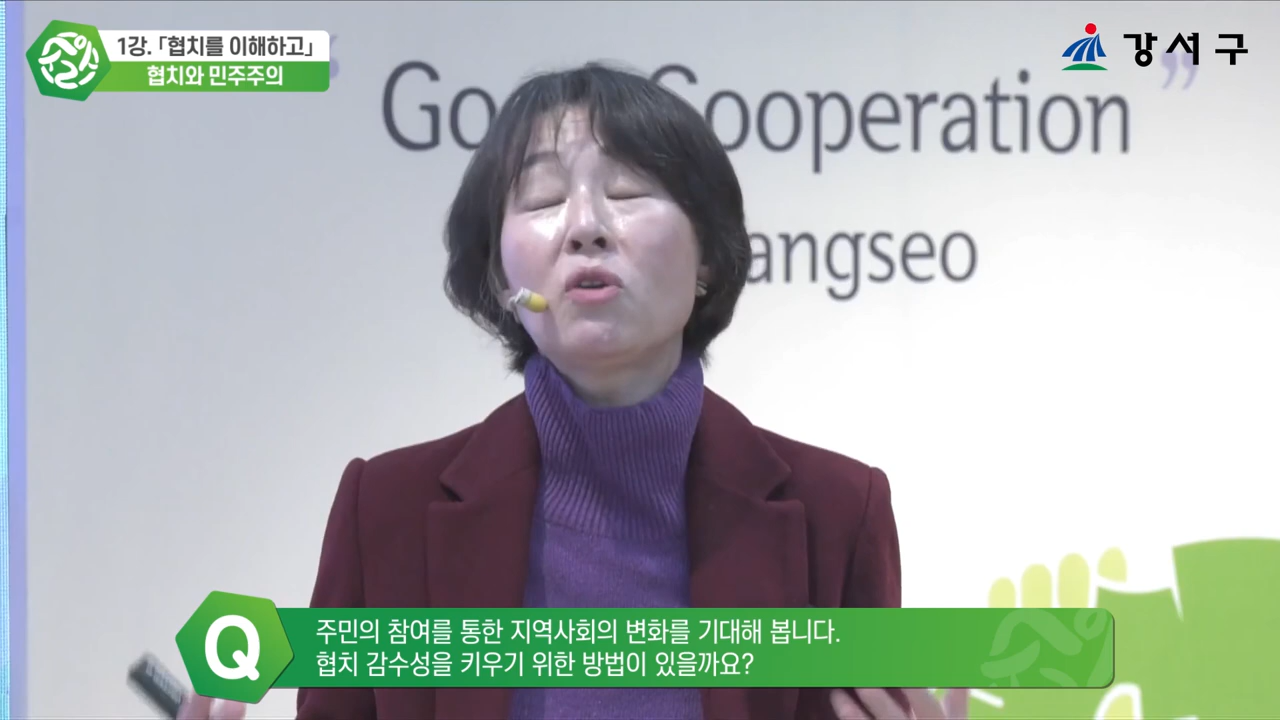 1강. 「협치를 이해하고」
협치와 민주주의
강서구
Go Cooperation ”
angseo
Q
주민의 참여를 통한 지역사회의 변화를 기대해 봅니다.
협치 감수성을 키우기 위한 방법이 있을까요?